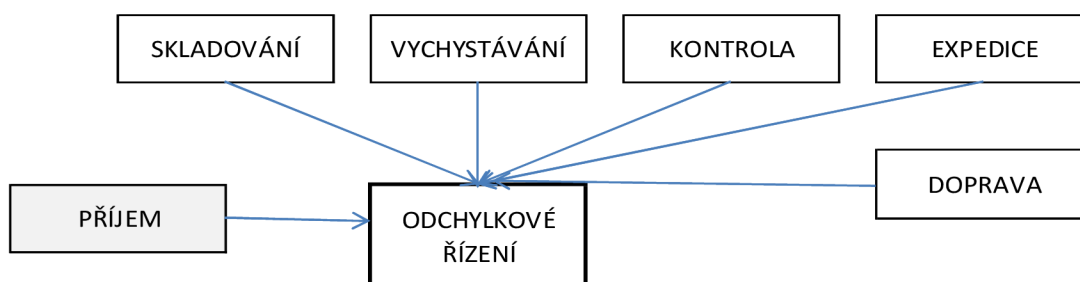 SKLADOVÁNÍ
VYCHYSTÁVÁNÍ
KONTROLA
EXPEDICE
DOPRAVA
PŘÍJEM
ODCHYLKOVÉ
ŘÍZENÍ